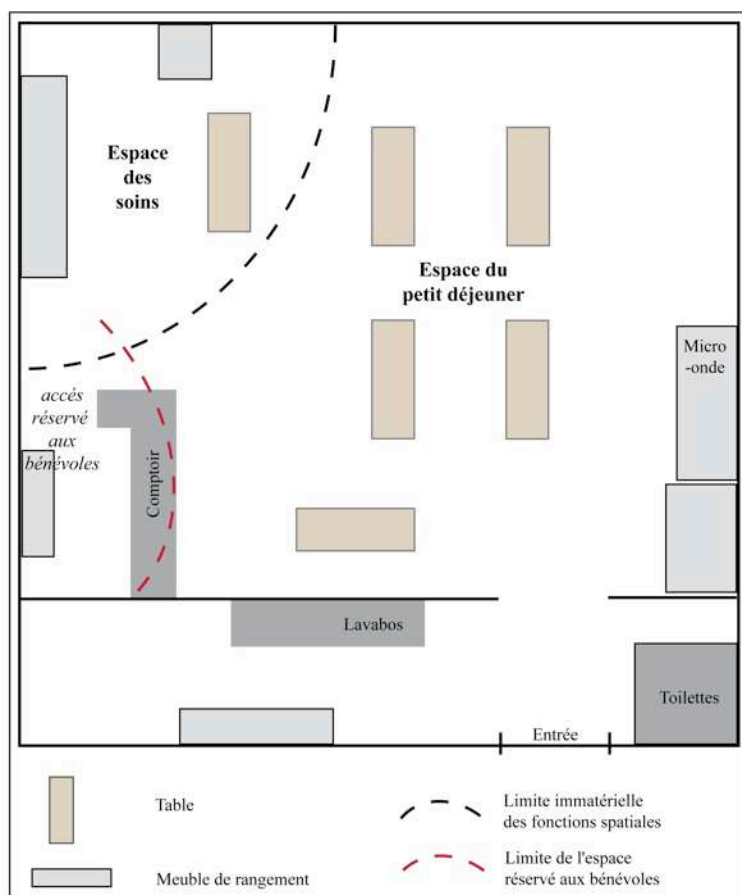 Espace
des
soins
Espace du
petit déjeuner
Micro
-onde
accés
réservé
aux
bénévoles
Comptoir
Lavabos
Toilettes
Entrée
Table
Limite immatérielle
des fonctions spatiales
Meuble de rangement
Limite de l'espace
réservé aux bénévoles